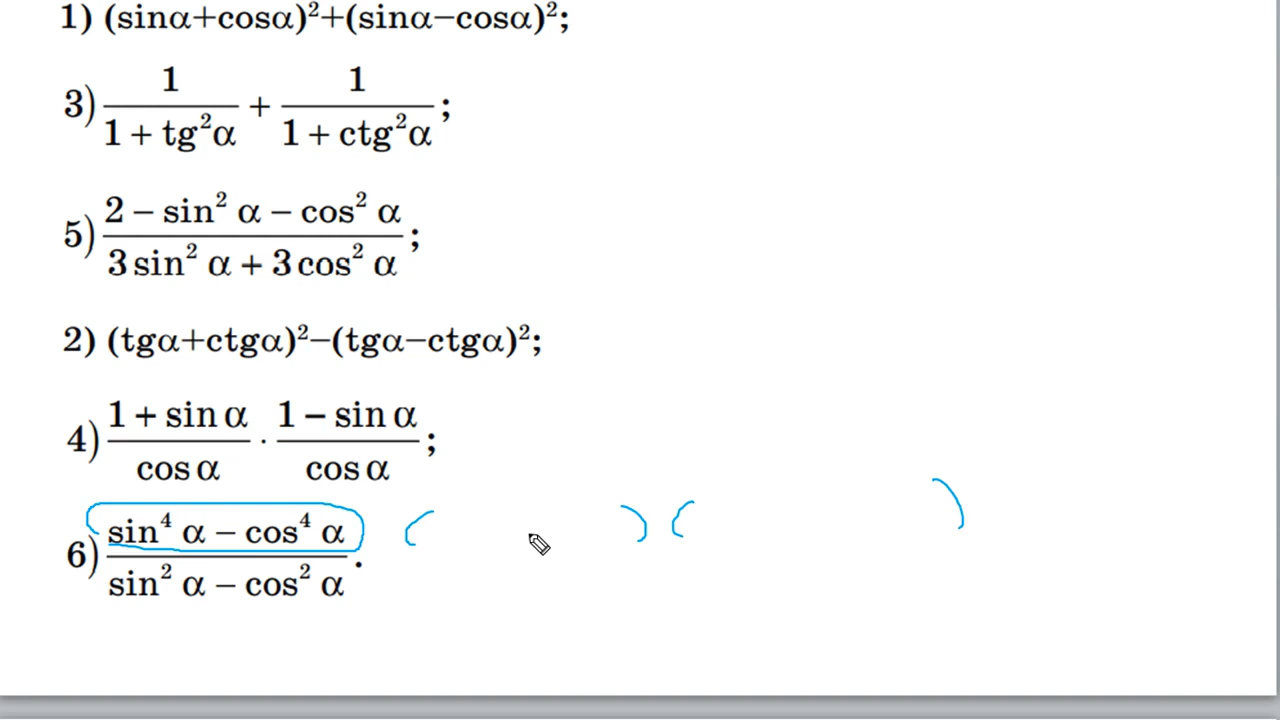 1) (sinα+cosα)²+(sinα−cosα)²;
3) 1/(1 + tg²α) + 1/(1 + ctg²α);
5) (2 − sin² α − cos² α)/(3 sin² α + 3 cos² α);
2) (tgα+ctgα)²−(tgα−ctgα)²;
4) (1 + sin α)/(cos α) · (1 − sin α)/(cos α);
6) (sin⁴ α − cos⁴ α)/(sin² α − cos² α). ( ) ( )